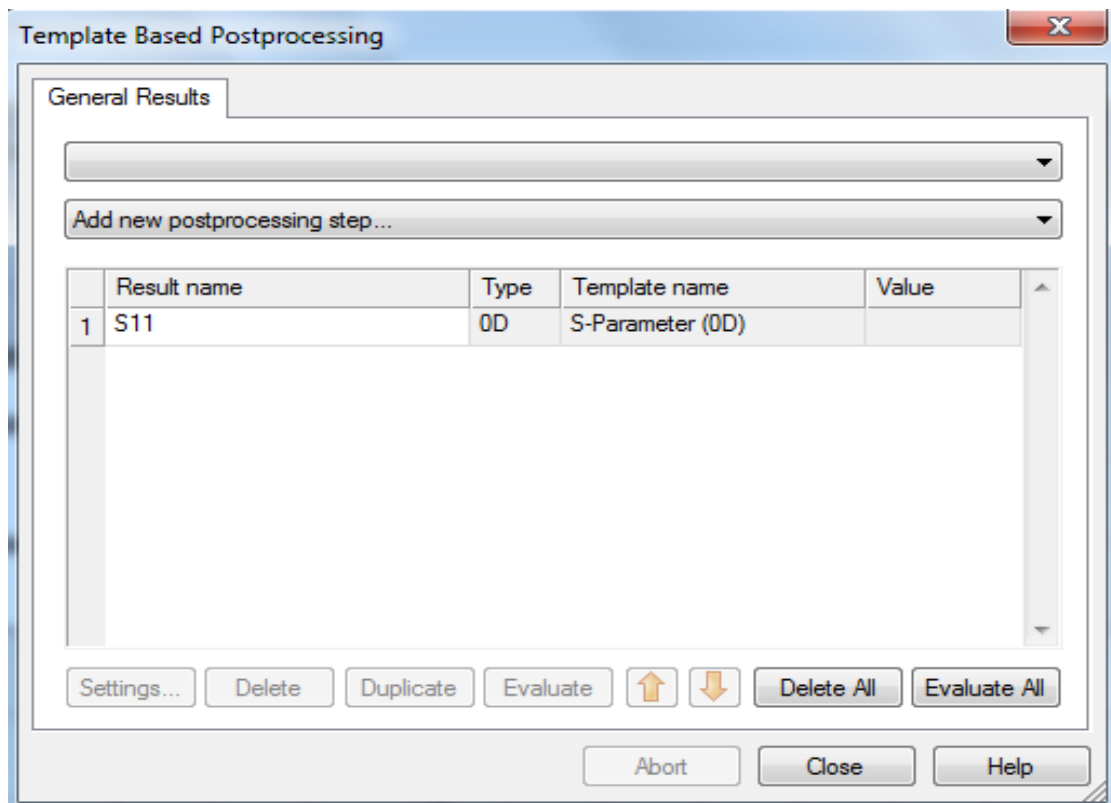 Template Based Postprocessing
General Results
Add new postprocessing step...
Result name Type Template name Value
1 S11 0D S-Parameter (0D)
Settings... Delete Duplicate Evaluate Delete All Evaluate All
Abort Close Help